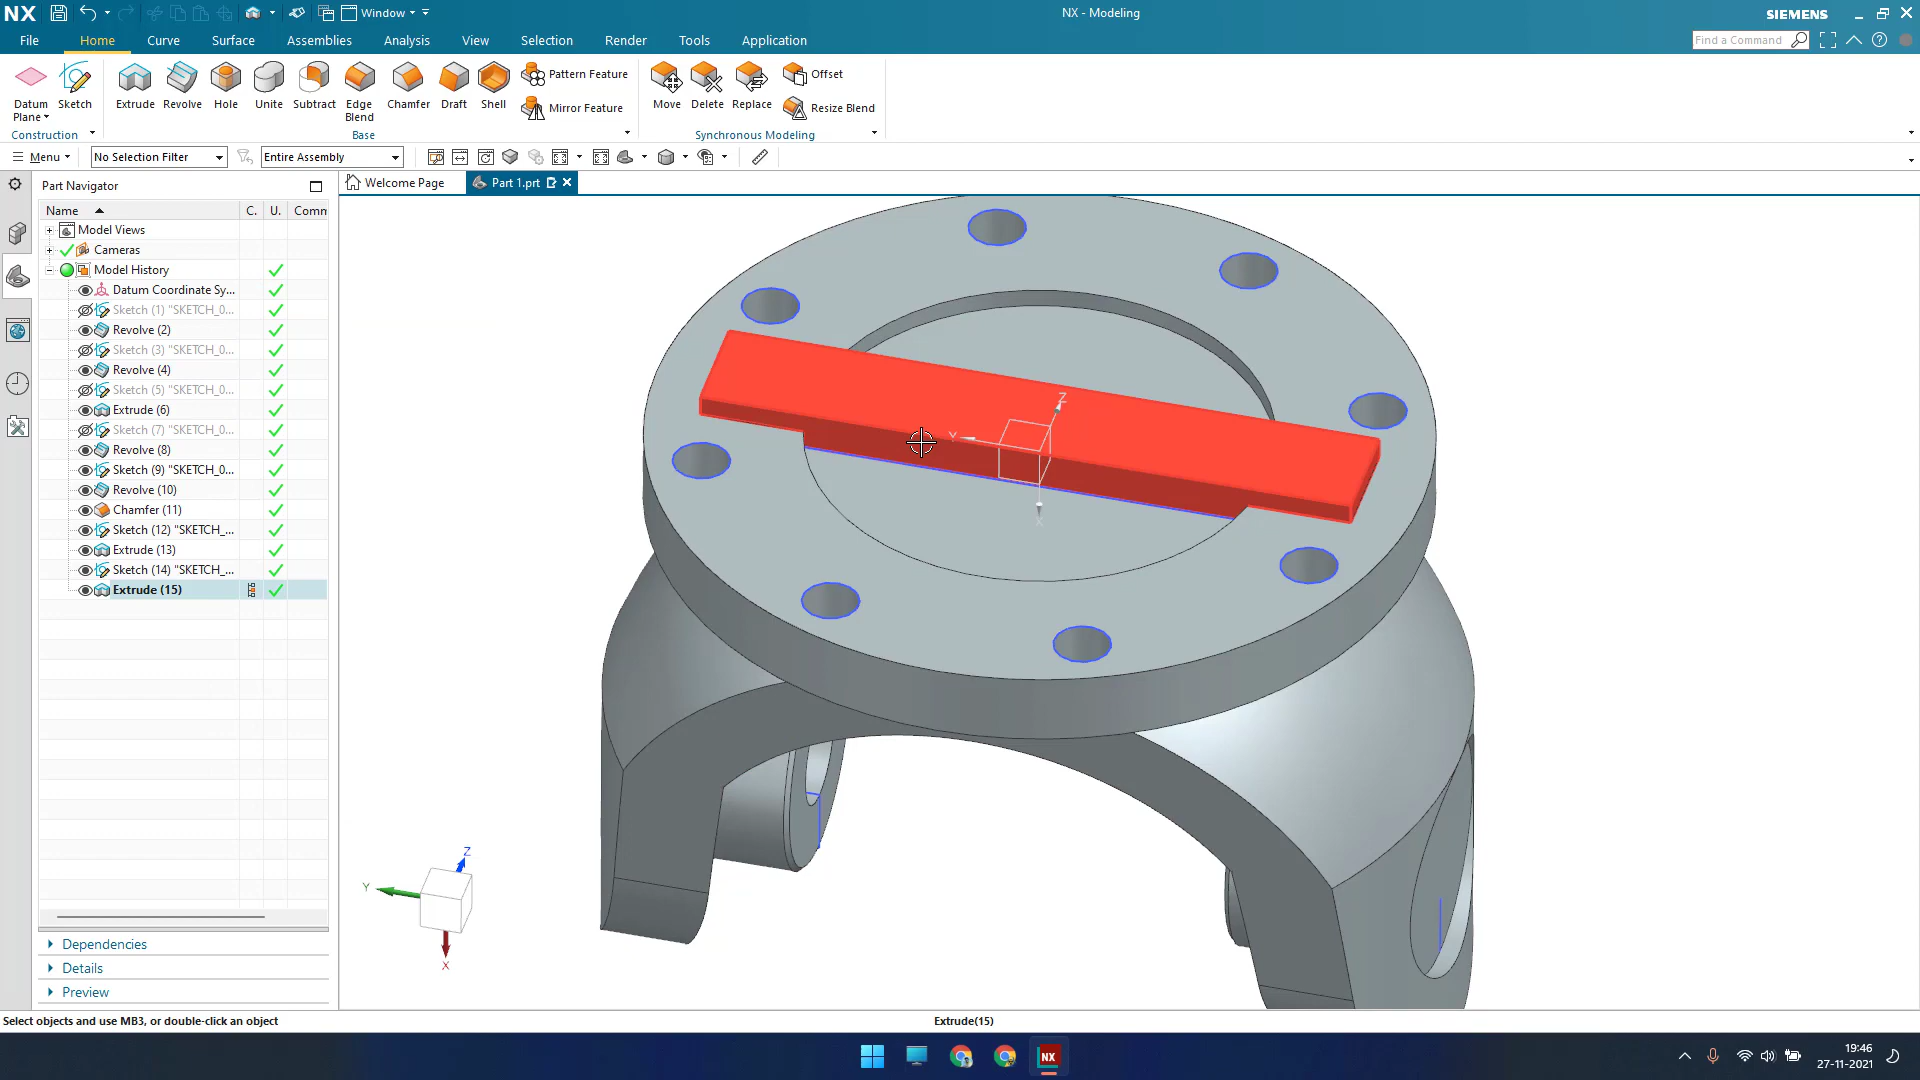 NX Window NX - Modeling SIEMENS
File Home Curve Surface Assemblies Analysis View Selection Render Tools Application Find a Command
Datum Plane Sketch Extrude Revolve Hole Unite Subtract Edge Blend Chamfer Draft Shell Pattern Feature Mirror Feature Move Delete Replace Offset Resize Blend
Construction Base Synchronous Modeling
Menu No Selection Filter Entire Assembly
Part Navigator Welcome Page Part 1.prt
Name C. U. Comm
Model Views
Cameras
Model History
Datum Coordinate Sy...
Sketch (1) "SKETCH_0...
Revolve (2)
Sketch (3) "SKETCH_0...
Revolve (4)
Sketch (5) "SKETCH_0...
Extrude (6)
Sketch (7) "SKETCH_0...
Revolve (8)
Sketch (9) "SKETCH_0...
Revolve (10)
Chamfer (11)
Sketch (12) "SKETCH_...
Extrude (13)
Sketch (14) "SKETCH_...
Extrude (15)
Z
Y
X
Z
Y
X
Dependencies
Details
Preview
Select objects and use MB3, or double-click an object Extrude(15)
NX
19:46
27-11-2021